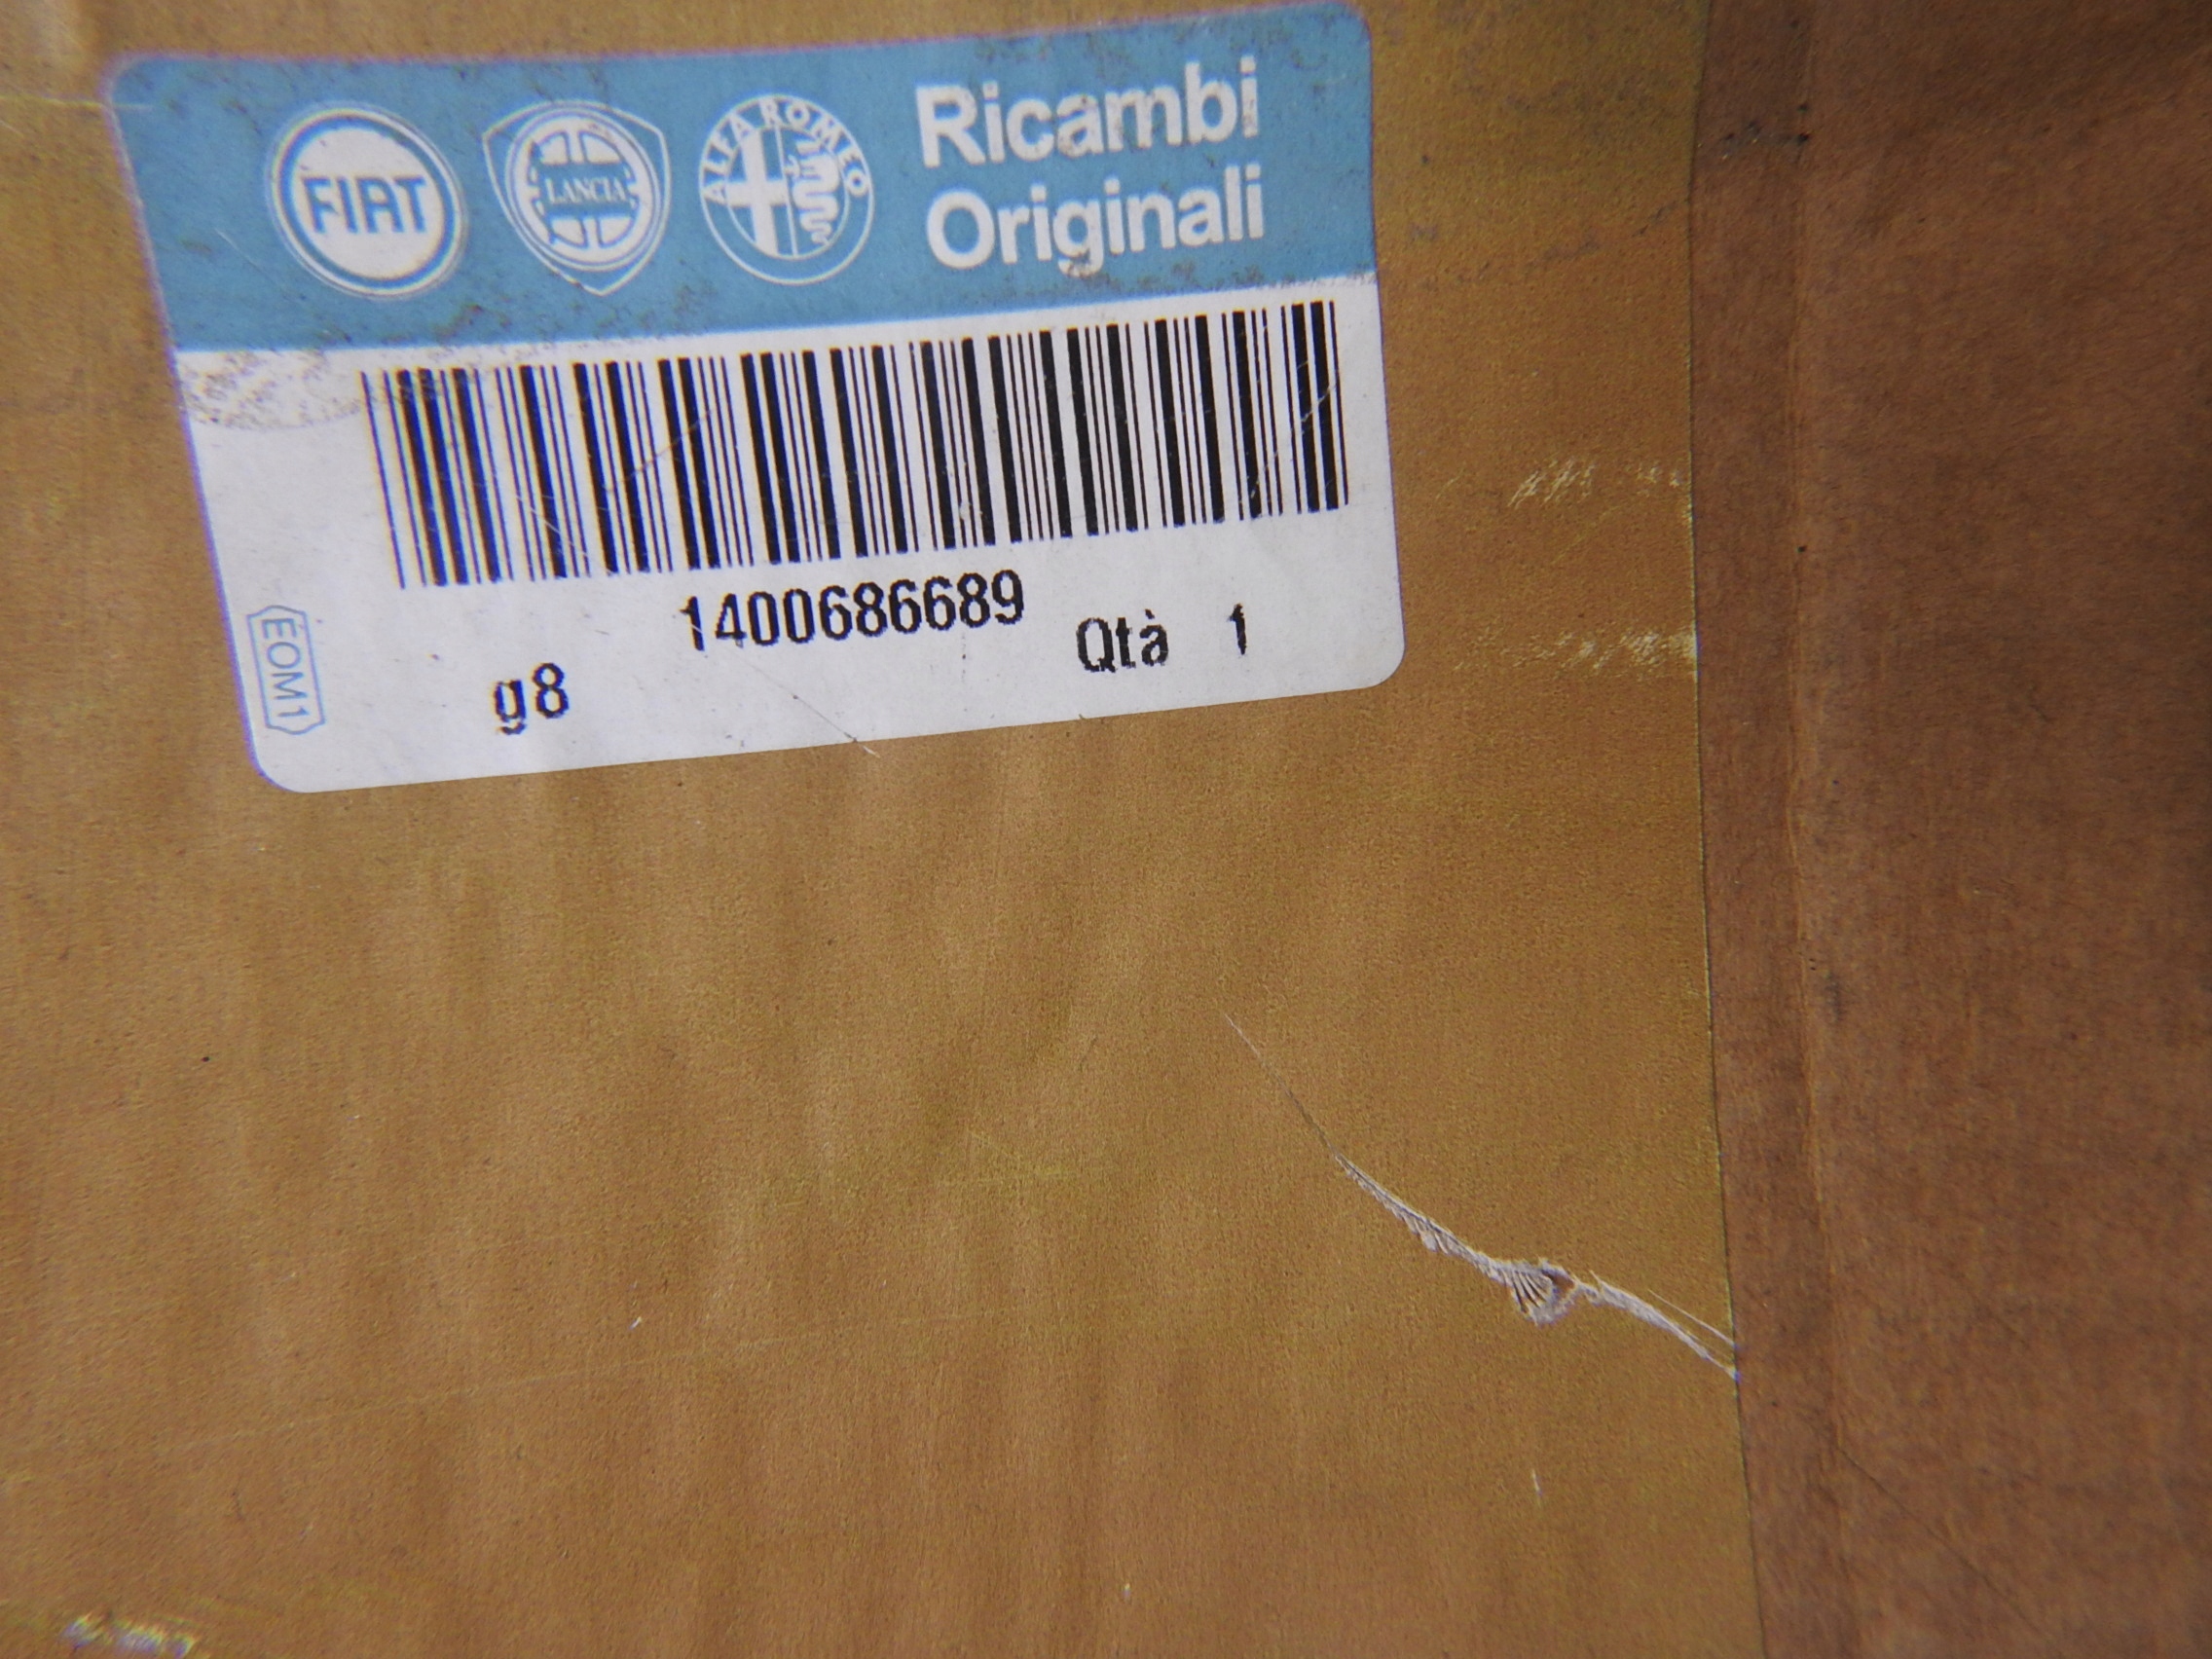 FIAT
LANCIA
ALFA ROMEO
Ricambi
Originali
1400686689
g8
Qtà 1
EOM1